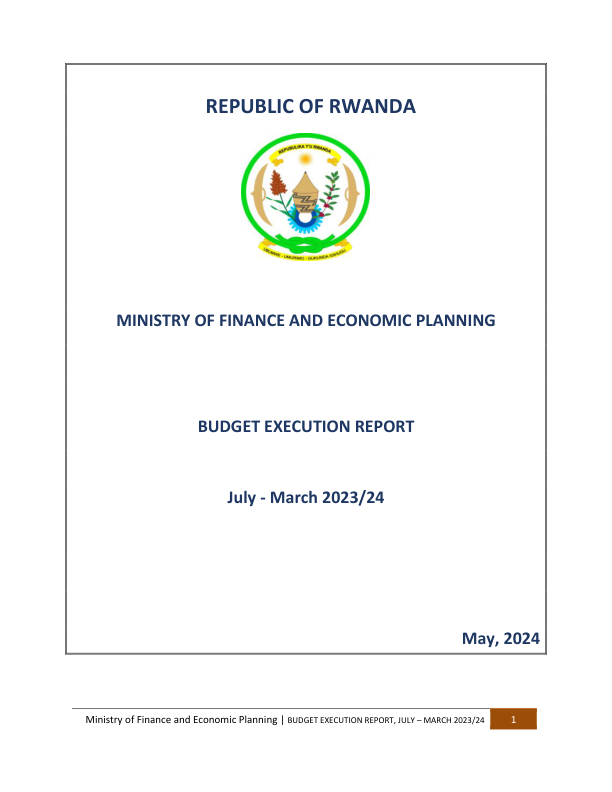 REPUBLIC OF RWANDA
REPUBULIKA Y'U RWANDA
UBUMWE - UMURIMO - GUKUNDA IGIHUGU
MINISTRY OF FINANCE AND ECONOMIC PLANNING
BUDGET EXECUTION REPORT
July - March 2023/24
May, 2024
Ministry of Finance and Economic Planning | BUDGET EXECUTION REPORT, JULY – MARCH 2023/24 1